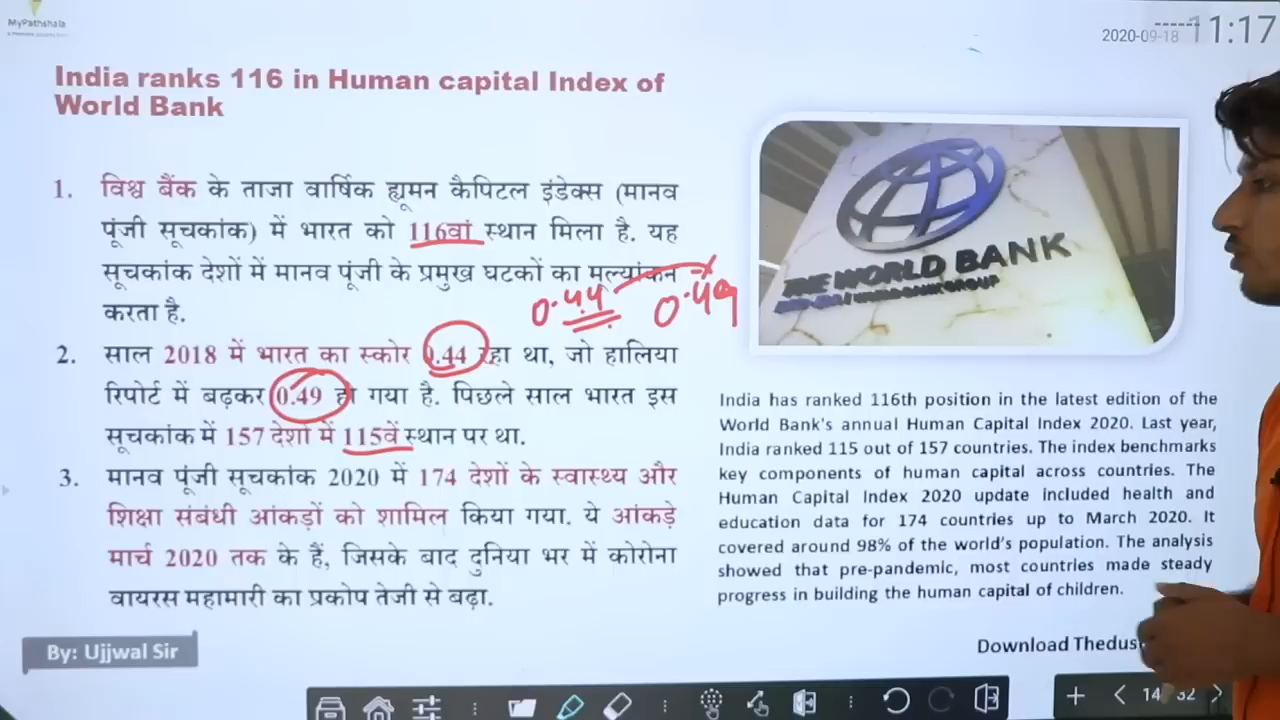 MyPathshala
2020-09-18 11:17
India ranks 116 in Human capital Index of
World Bank
1. विश्व बैंक के ताजा वार्षिक ह्यूमन कैपिटल इंडेक्स (मानव
पूंजी सूचकांक) में भारत को 116वां स्थान मिला है. यह
सूचकांक देशों में मानव पूंजी के प्रमुख घटकों का मूल्यांकन
करता है.
0.44 0.49
2. साल 2018 में भारत का स्कोर 0.44 रहा था, जो हालिया
रिपोर्ट में बढ़कर 0.49 हो गया है. पिछले साल भारत इस
सूचकांक में 157 देशों में 115वें स्थान पर था.
3. मानव पूंजी सूचकांक 2020 में 174 देशों के स्वास्थ्य और
शिक्षा संबंधी आंकड़ों को शामिल किया गया. ये आंकड़े
मार्च 2020 तक के हैं, जिसके बाद दुनिया भर में कोरोना
वायरस महामारी का प्रकोप तेजी से बढ़ा.
By: Ujjwal Sir
THE WORLD BANK
WORLD BANK GROUP
India has ranked 116th position in the latest edition of the
World Bank's annual Human Capital Index 2020. Last year,
India ranked 115 out of 157 countries. The index benchmarks
key components of human capital across countries. The
Human Capital Index 2020 update included health and
education data for 174 countries up to March 2020. It
covered around 98% of the world's population. The analysis
showed that pre-pandemic, most countries made steady
progress in building the human capital of children.
Download Thedus
14 32